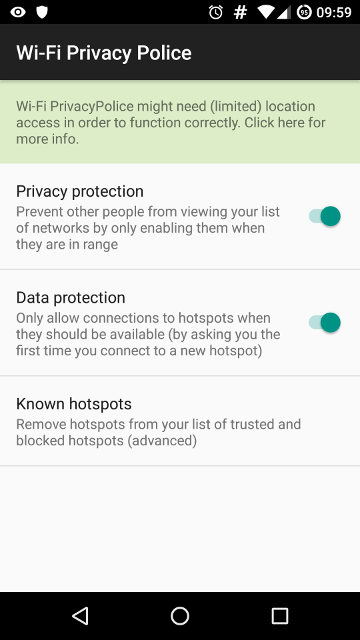 # 95 09:59
Wi-Fi Privacy Police
Wi-Fi PrivacyPolice might need (limited) location
access in order to function correctly. Click here for
more info.
Privacy protection
Prevent other people from viewing your list
of networks by only enabling them when
they are in range
Data protection
Only allow connections to hotspots when
they should be available (by asking you the
first time you connect to a new hotspot)
Known hotspots
Remove hotspots from your list of trusted and
blocked hotspots (advanced)